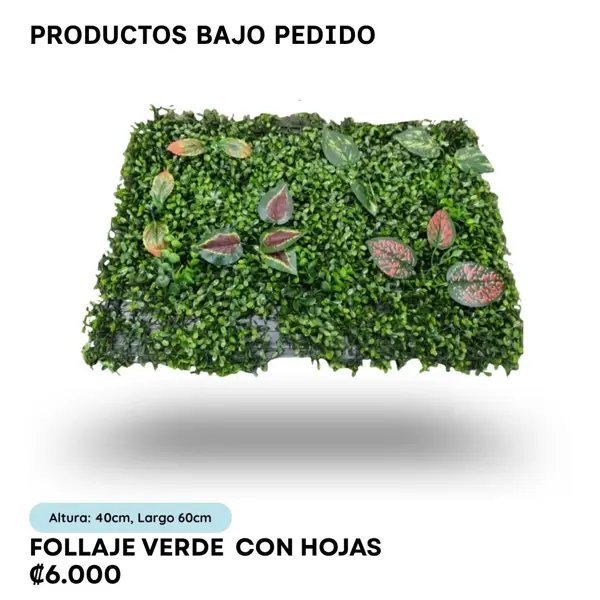 PRODUCTOS BAJO PEDIDO
Altura: 40cm, Largo 60cm
FOLLAJE VERDE CON HOJAS
₡6.000